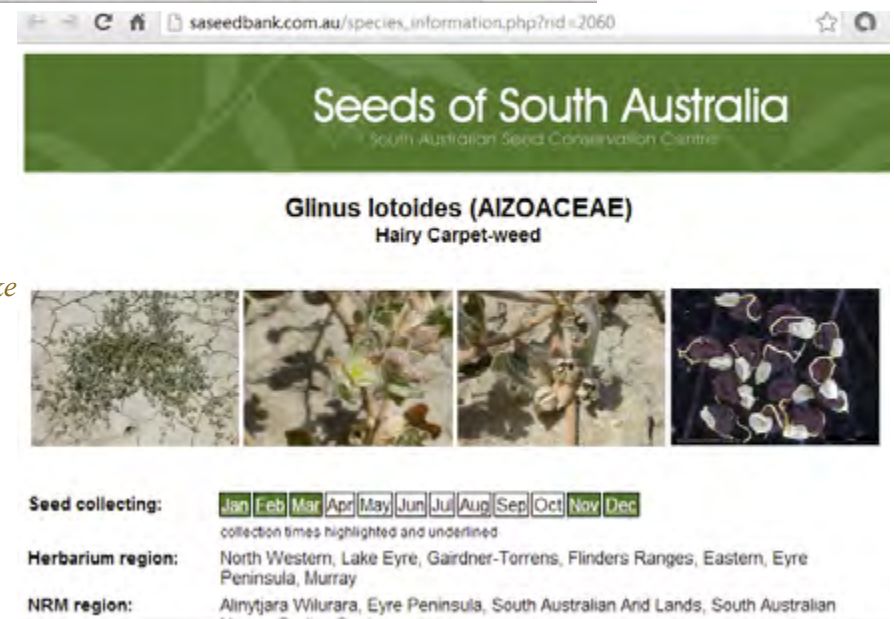 saseedbank.com.au/species_information.php?rid=2060
Seeds of South Australia
South Australian Seed Conservation Centre
Glinus lotoides (AIZOACEAE)
Hairy Carpet-weed
Seed collecting: Jan Feb Mar Apr May Jun Jul Aug Sep Oct Nov Dec
collection times highlighted and underlined
Herbarium region: North Western, Lake Eyre, Gairdner-Torrens, Flinders Ranges, Eastern, Eyre
Peninsula, Murray
NRM region: Alinytjara Wilurara, Eyre Peninsula, South Australian Arid Lands, South Australian